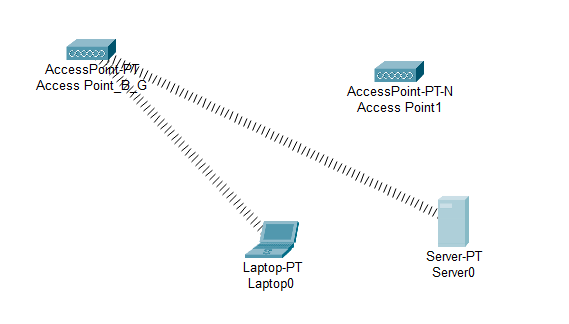 AccessPoint-PT
Access Point_B_G
AccessPoint-PT-N
Access Point1
Laptop-PT
Laptop0
Server-PT
Server0